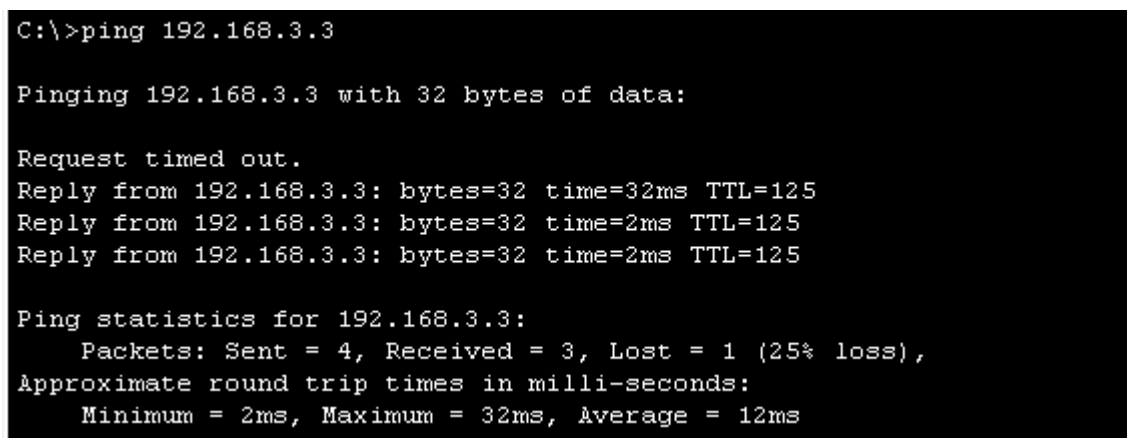 C:\>ping 192.168.3.3
Pinging 192.168.3.3 with 32 bytes of data:
Request timed out.
Reply from 192.168.3.3: bytes=32 time=32ms TTL=125
Reply from 192.168.3.3: bytes=32 time=2ms TTL=125
Reply from 192.168.3.3: bytes=32 time=2ms TTL=125
Ping statistics for 192.168.3.3:
    Packets: Sent = 4, Received = 3, Lost = 1 (25% loss),
Approximate round trip times in milli-seconds:
    Minimum = 2ms, Maximum = 32ms, Average = 12ms